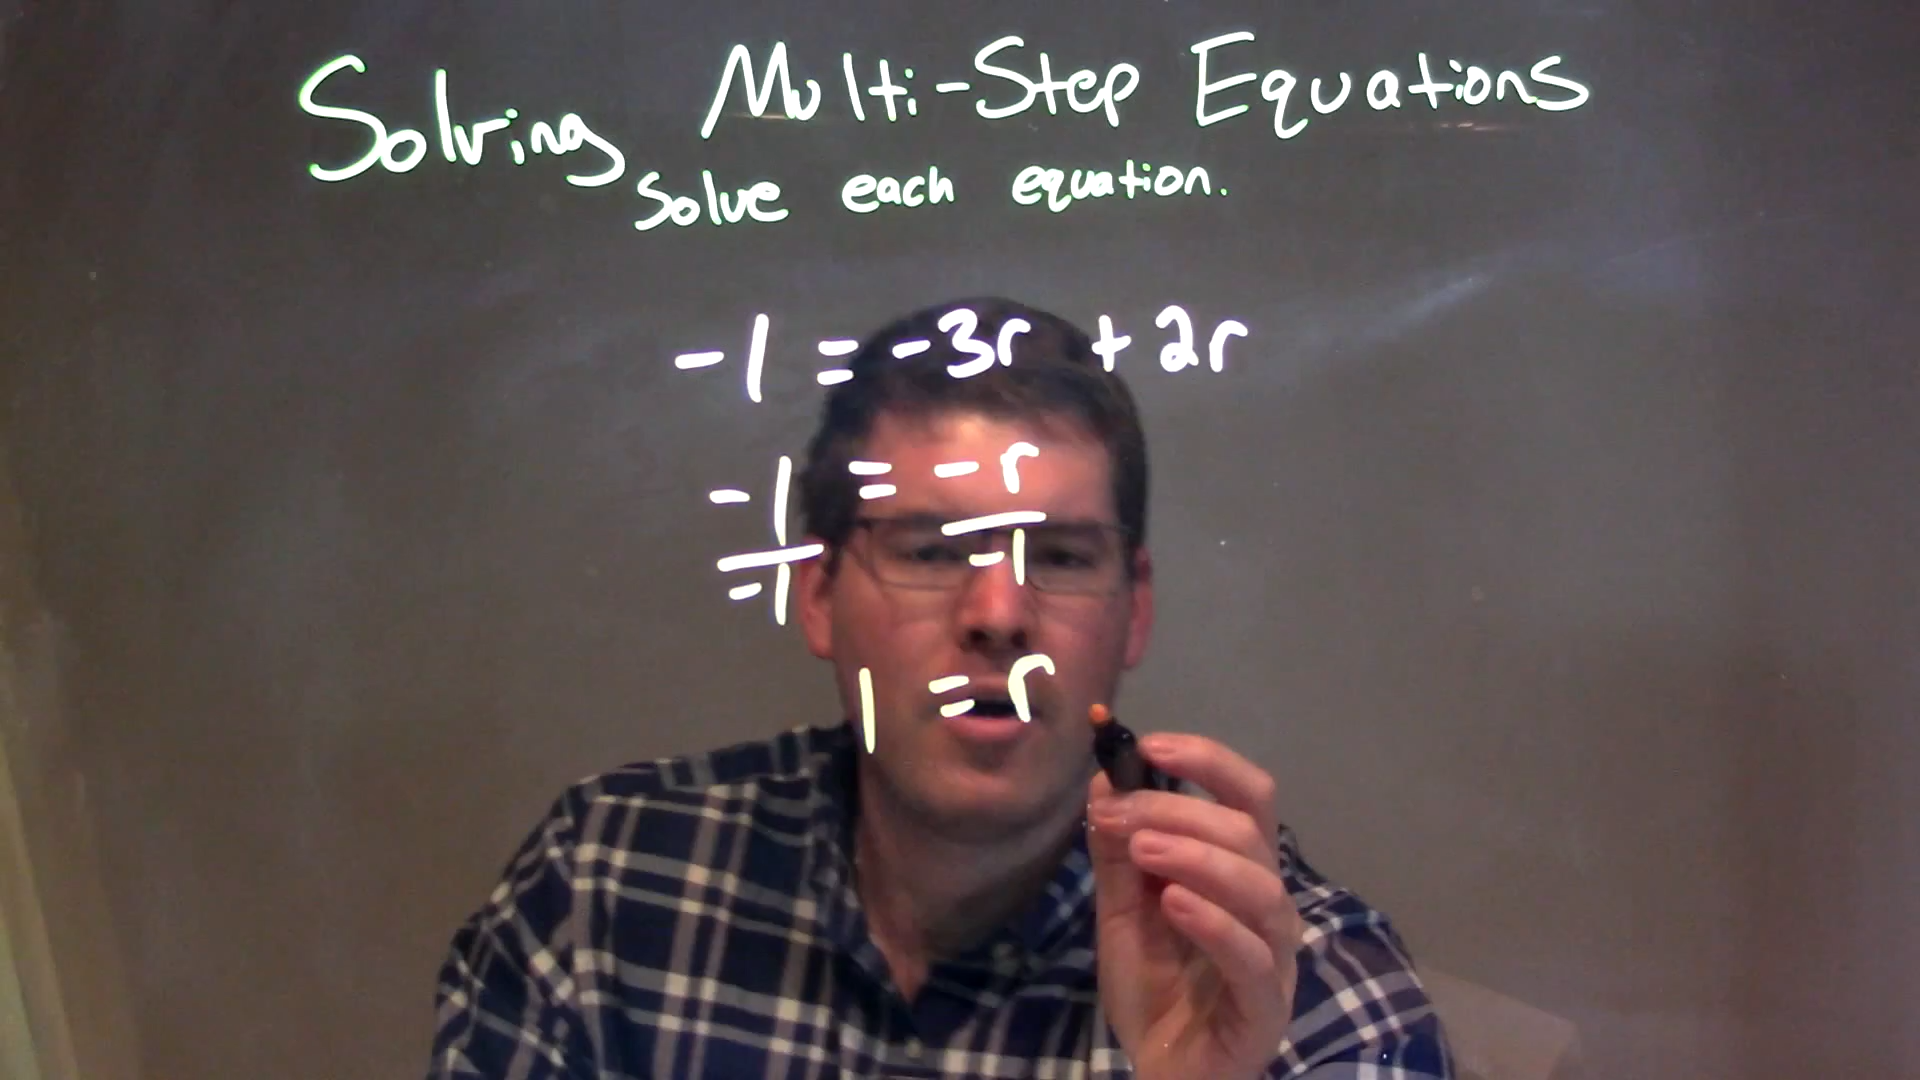 Solving Multi-Step Equations
Solve each equation.
-1 = -3r + 2r
-1 = -r
-1 -1
1 = r